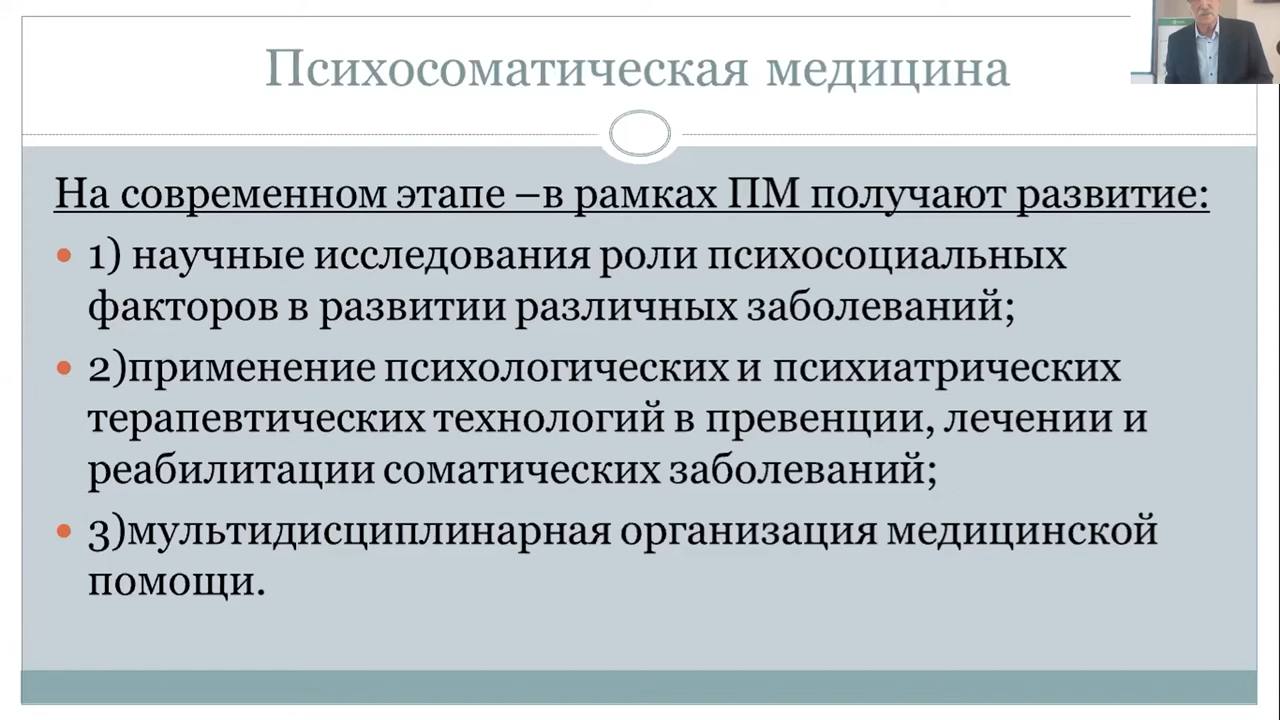 Психосоматическая медицина
На современном этапе –в рамках ПМ получают развитие:
• 1) научные исследования роли психосоциальных
факторов в развитии различных заболеваний;
• 2)применение психологических и психиатрических
терапевтических технологий в превенции, лечении и
реабилитации соматических заболеваний;
• 3)мультидисциплинарная организация медицинской
помощи.